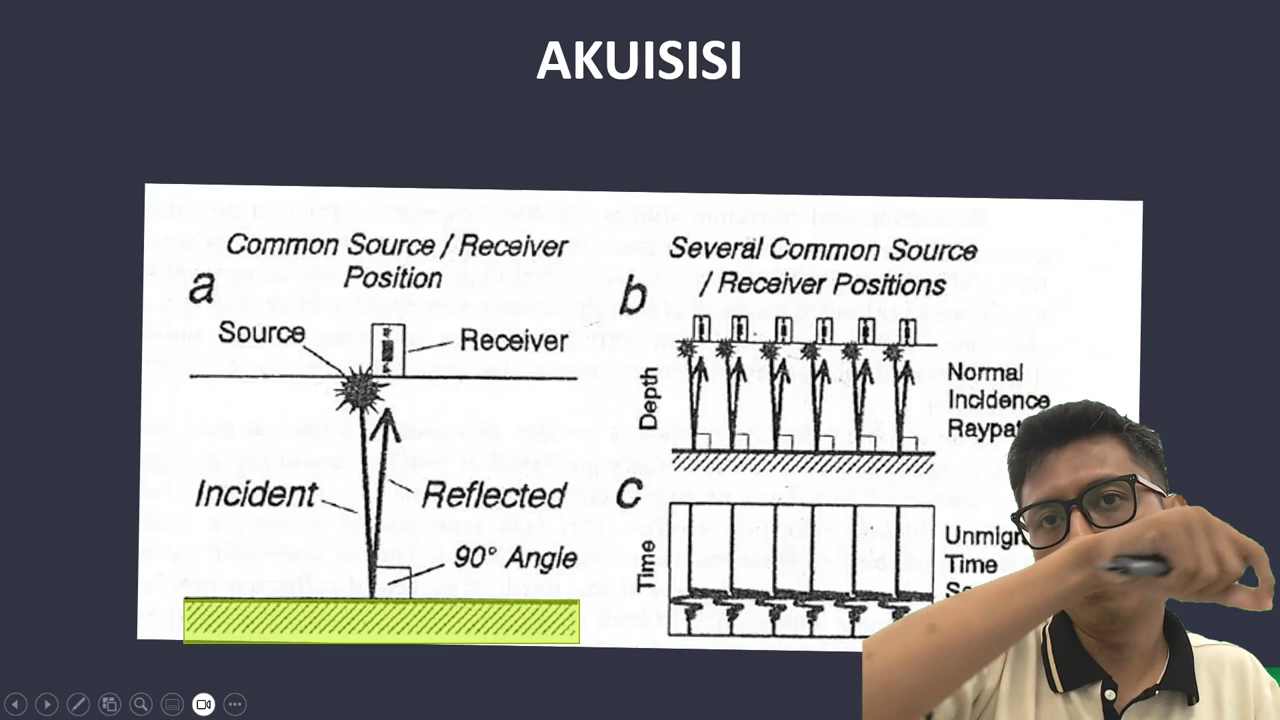 AKUISISI
Common Source / Receiver
Position
a
Source
Receiver
Incident
Reflected
90° Angle
Several Common Source
/ Receiver Positions
b
Depth
Normal
Incidence
c
Time
Time